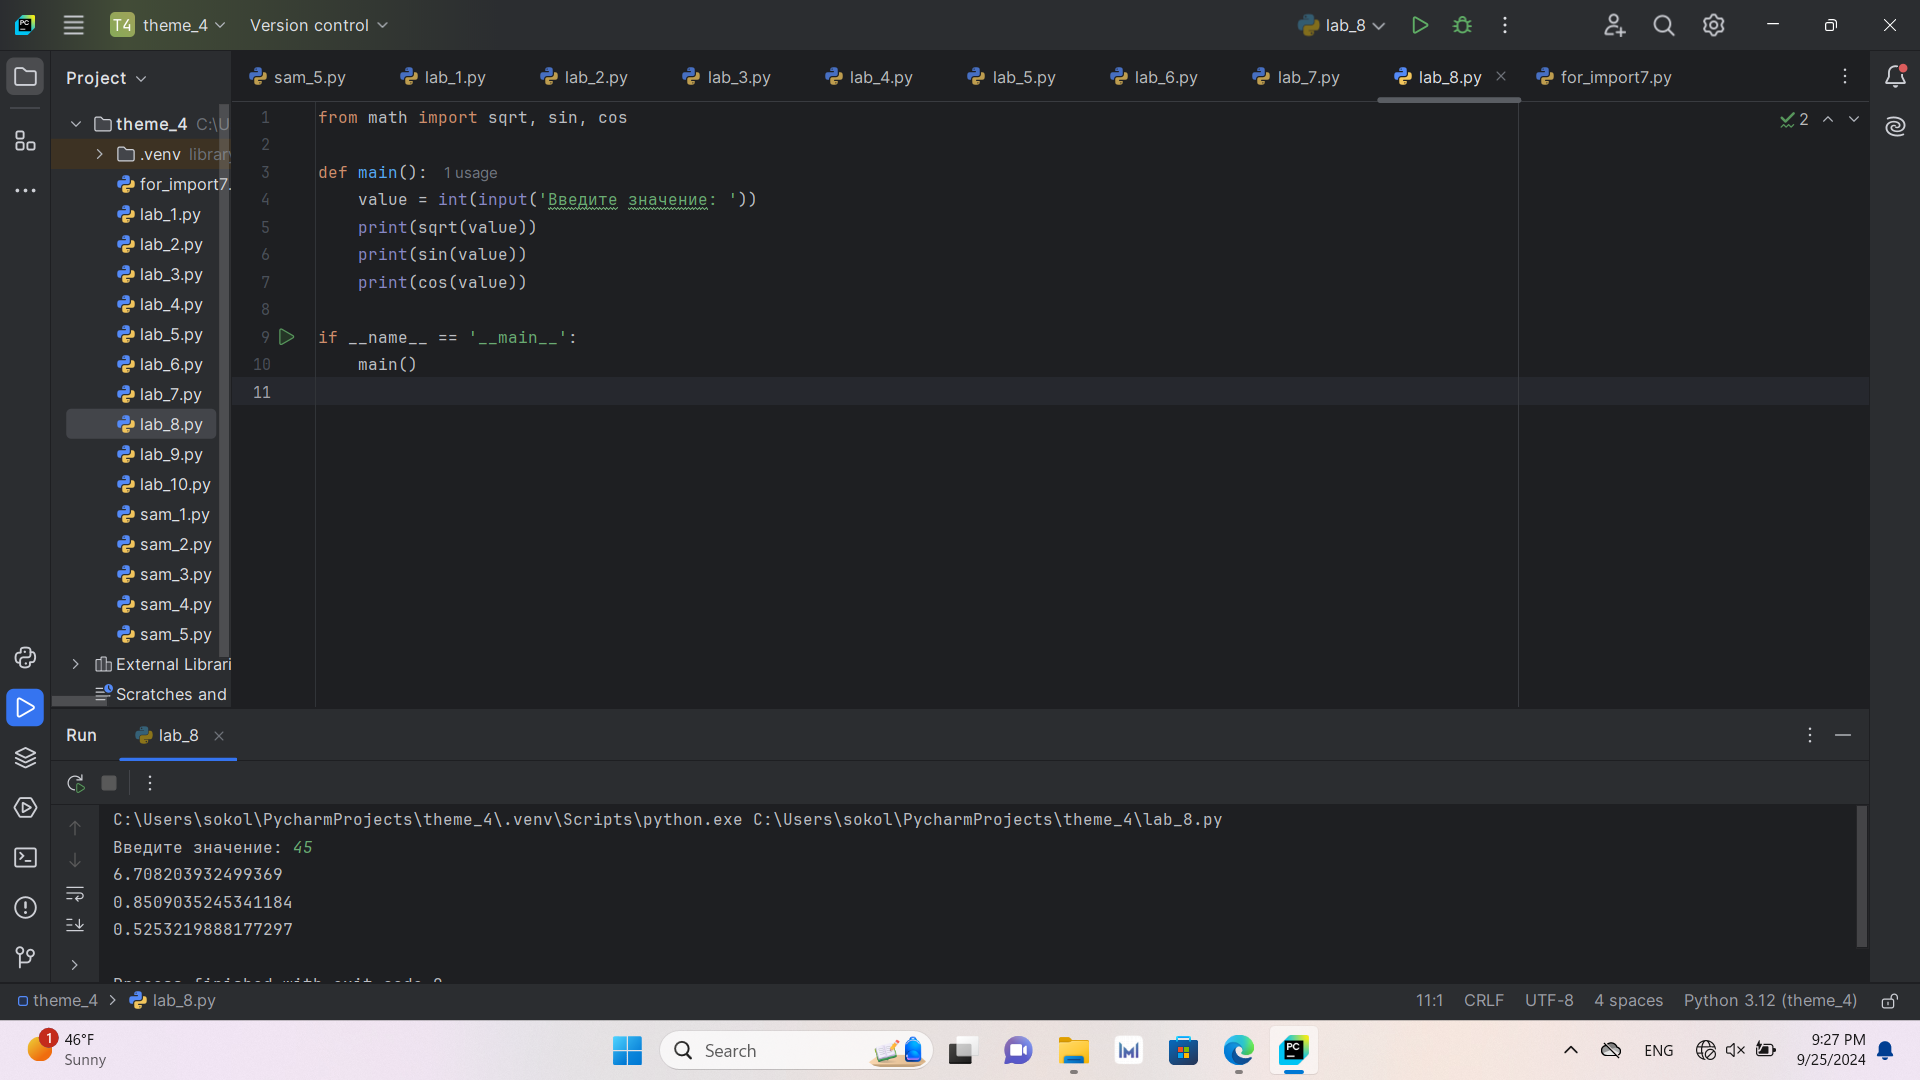 T4 theme_4 Version control lab_8
Project
sam_5.py lab_1.py lab_2.py lab_3.py lab_4.py lab_5.py lab_6.py lab_7.py lab_8.py for_import7.py
theme_4 C:\U
.venv library
for_import7.
lab_1.py
lab_2.py
lab_3.py
lab_4.py
lab_5.py
lab_6.py
lab_7.py
lab_8.py
lab_9.py
lab_10.py
sam_1.py
sam_2.py
sam_3.py
sam_4.py
sam_5.py
External Librari
Scratches and
2
1 from math import sqrt, sin, cos
2
3 def main(): 1 usage
4 value = int(input('Введите значение: '))
5 print(sqrt(value))
6 print(sin(value))
7 print(cos(value))
8
9 if __name__ == '__main__':
10 main()
11
Run lab_8
C:\Users\sokol\PycharmProjects\theme_4\.venv\Scripts\python.exe C:\Users\sokol\PycharmProjects\theme_4\lab_8.py
Введите значение: 45
6.708203932499369
0.8509035245341184
0.5253219888177297
Process finished with exit code 0
theme_4 lab_8.py 11:1 CRLF UTF-8 4 spaces Python 3.12 (theme_4)
1 46°F
Sunny
Search
PC
ENG
9:27 PM
9/25/2024